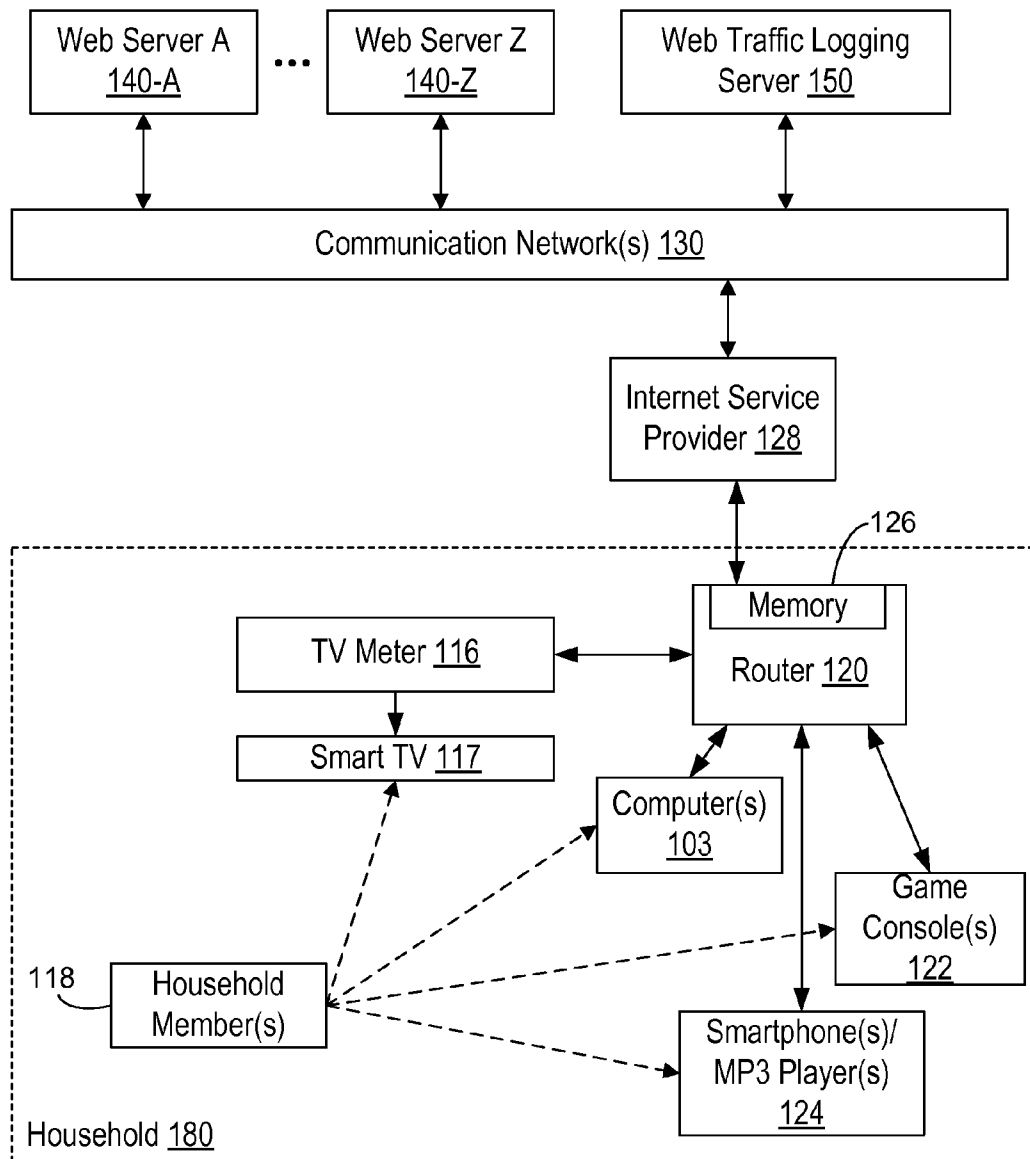 Web Server A
140-A
...
Web Server Z
140-Z
Web Traffic Logging
Server 150
Communication Network(s) 130
Internet Service
Provider 128
126
Memory
Router 120
TV Meter 116
Smart TV 117
Computer(s)
103
Game
Console(s)
122
118
Household
Member(s)
Smartphone(s)/
MP3 Player(s)
124
Household 180